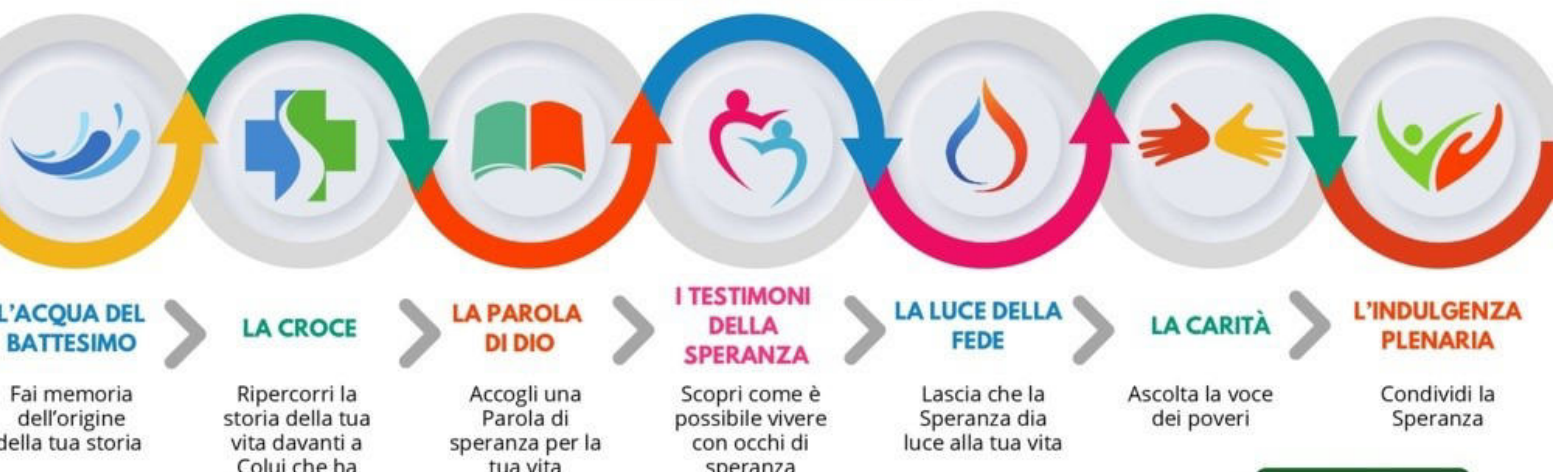 L'ACQUA DEL
BATTESIMO
Fai memoria
dell'origine
della tua storia
LA CROCE
Ripercorri la
storia della tua
vita davanti a
Colui che ha
LA PAROLA
DI DIO
Accogli una
Parola di
speranza per la
tua vita
I TESTIMONI
DELLA
SPERANZA
Scopri come è
possibile vivere
con occhi di
speranza
LA LUCE DELLA
FEDE
Lascia che la
Speranza dia
luce alla tua vita
LA CARITÀ
Ascolta la voce
dei poveri
L'INDULGENZA
PLENARIA
Condividi la
Speranza